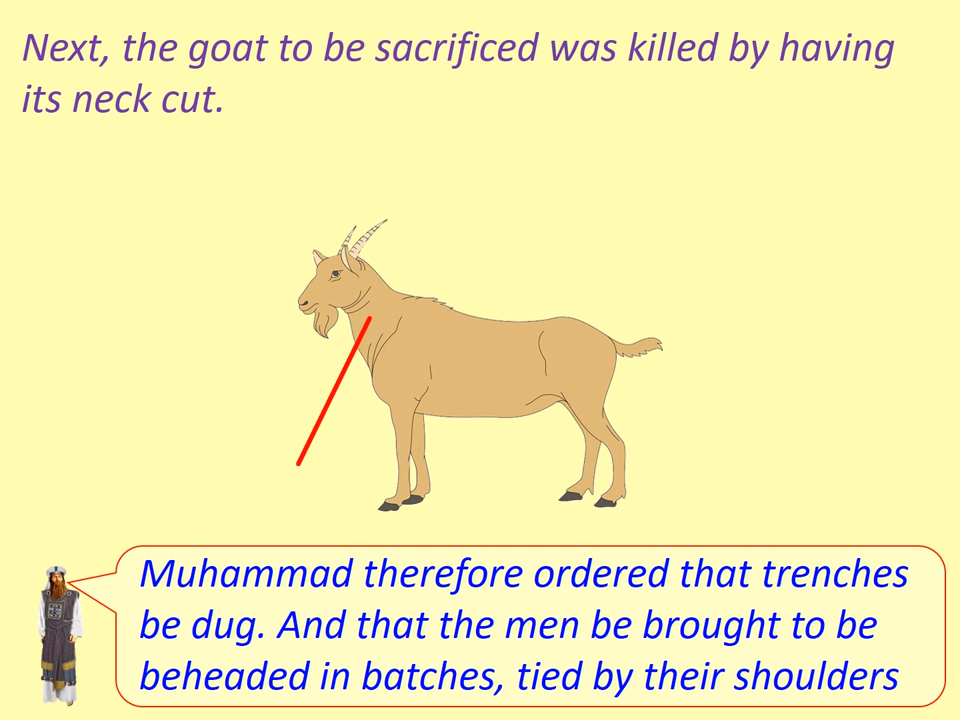 Next, the goat to be sacrificed was killed by having
its neck cut.
Muhammad therefore ordered that trenches
be dug. And that the men be brought to be
beheaded in batches, tied by their shoulders